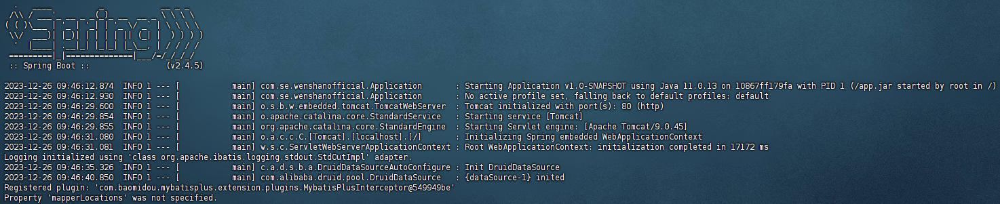 .   ____          _            __ _ _
 /\\ / ___'_ __ _ _(_)_ __  __ _ \ \ \ \
( ( )\___ | '_ | '_| | '_ \/ _` | \ \ \ \
 \\/  ___)| |_)| | | | | || (_| |  ) ) ) )
  '  |____| .__|_| |_|_| |_\__, | / / / /
 =========|_|==============|___/=/_/_/_/
 :: Spring Boot ::                (v2.4.5)

2023-12-26 09:46:12.874  INFO 1 --- [           main] com.se.wenshanofficial.Application       : Starting Application v1.0-SNAPSHOT using Java 11.0.13 on 10867ff179fa with PID 1 (/app.jar started by root in /)
2023-12-26 09:46:12.930  INFO 1 --- [           main] com.se.wenshanofficial.Application       : No active profile set, falling back to default profiles: default
2023-12-26 09:46:29.600  INFO 1 --- [           main] o.s.b.w.embedded.tomcat.TomcatWebServer  : Tomcat initialized with port(s): 80 (http)
2023-12-26 09:46:29.854  INFO 1 --- [           main] o.apache.catalina.core.StandardService   : Starting service [Tomcat]
2023-12-26 09:46:29.855  INFO 1 --- [           main] org.apache.catalina.core.StandardEngine  : Starting Servlet engine: [Apache Tomcat/9.0.45]
2023-12-26 09:46:31.080  INFO 1 --- [           main] o.a.c.c.C.[Tomcat].[localhost].[/]       : Initializing Spring embedded WebApplicationContext
2023-12-26 09:46:31.081  INFO 1 --- [           main] w.s.c.ServletWebServerApplicationContext : Root WebApplicationContext: initialization completed in 17172 ms
Logging initialized using 'class org.apache.ibatis.logging.stdout.StdOutImpl' adapter.
2023-12-26 09:46:35.326  INFO 1 --- [           main] c.a.d.s.b.a.DruidDataSourceAutoConfigure : Init DruidDataSource
2023-12-26 09:46:40.850  INFO 1 --- [           main] com.alibaba.druid.pool.DruidDataSource   : {dataSource-1} inited
Registered plugin: 'com.baomidou.mybatisplus.extension.plugins.MybatisPlusInterceptor@549949be'
Property 'mapperLocations' was not specified.